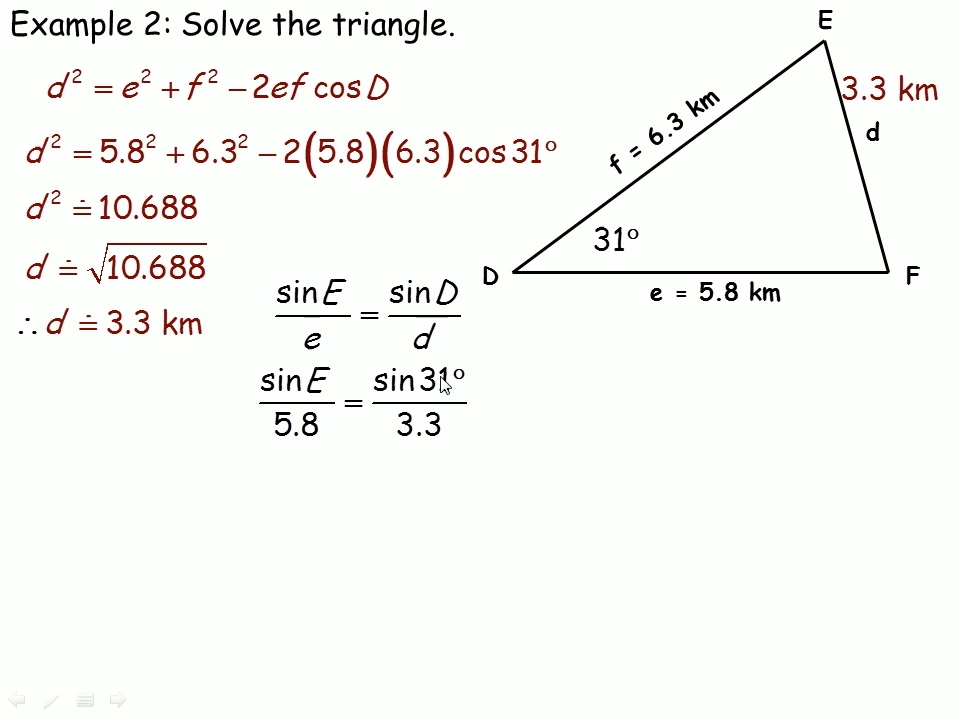 Example 2: Solve the triangle.
d² = e² + f² − 2ef cos D
d² = 5.8² + 6.3² − 2(5.8)(6.3)cos 31°
d² ≐ 10.688
d ≐ √10.688
∴ d ≐ 3.3 km
sin E / e = sin D / d
sin E / 5.8 = sin 31° / 3.3
E
3.3 km
d
f = 6.3 km
31°
D
F
e = 5.8 km